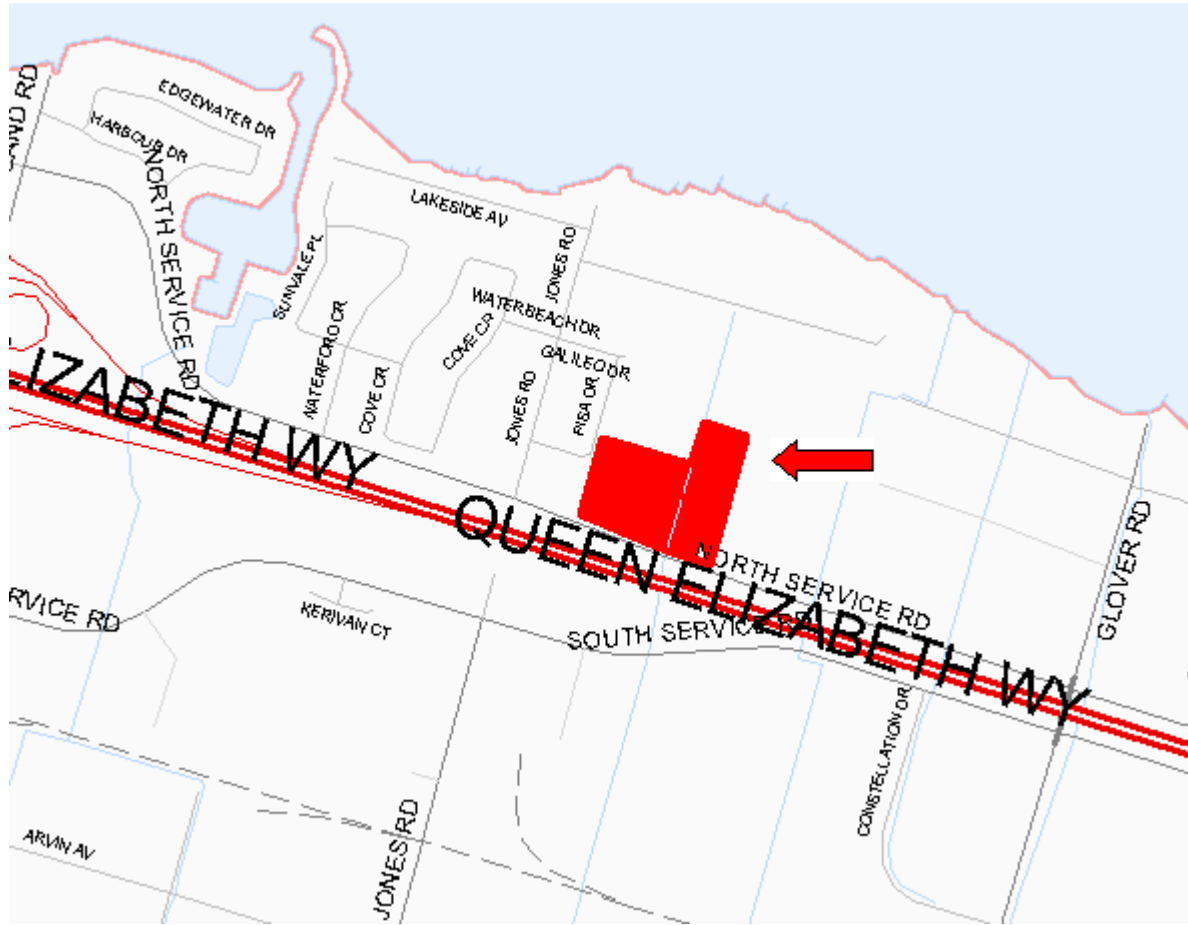 EDGEWATER DR
HARBOUR DR
NORTH SERVICE RD
LAKESIDE AV
JONES RD
SUNVALE PL
WATERBEACH DR
COVE CR
GALILEO DR
NATERFORD CR
COVE CR
JONES RD
PISA DR
ELIZABETH WY
QUEEN ELIZABETH WY
NORTH SERVICE RD
GLOVER RD
RVICE RD
KERIVAN CT
SOUTH SERVICE RD
CONSTELLATION DR
JONES RD
ARVIN AV